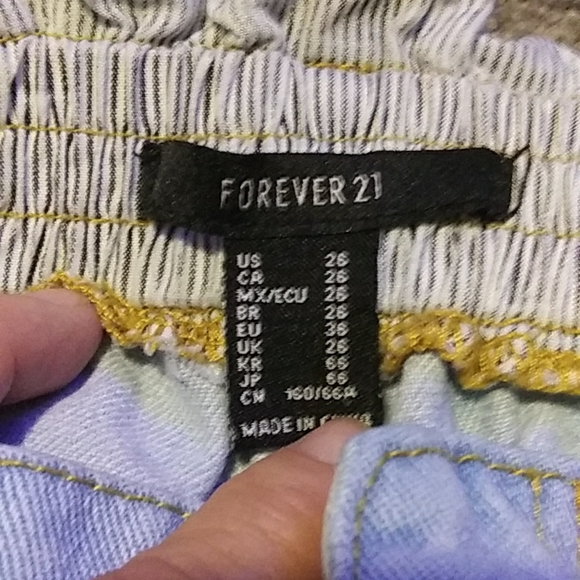 FOREVER 21
US 26
CA 26
MX/ECU 26
BR 26
EU 36
UK 26
KR 66
JP 66
CN 160/66A
MADE IN